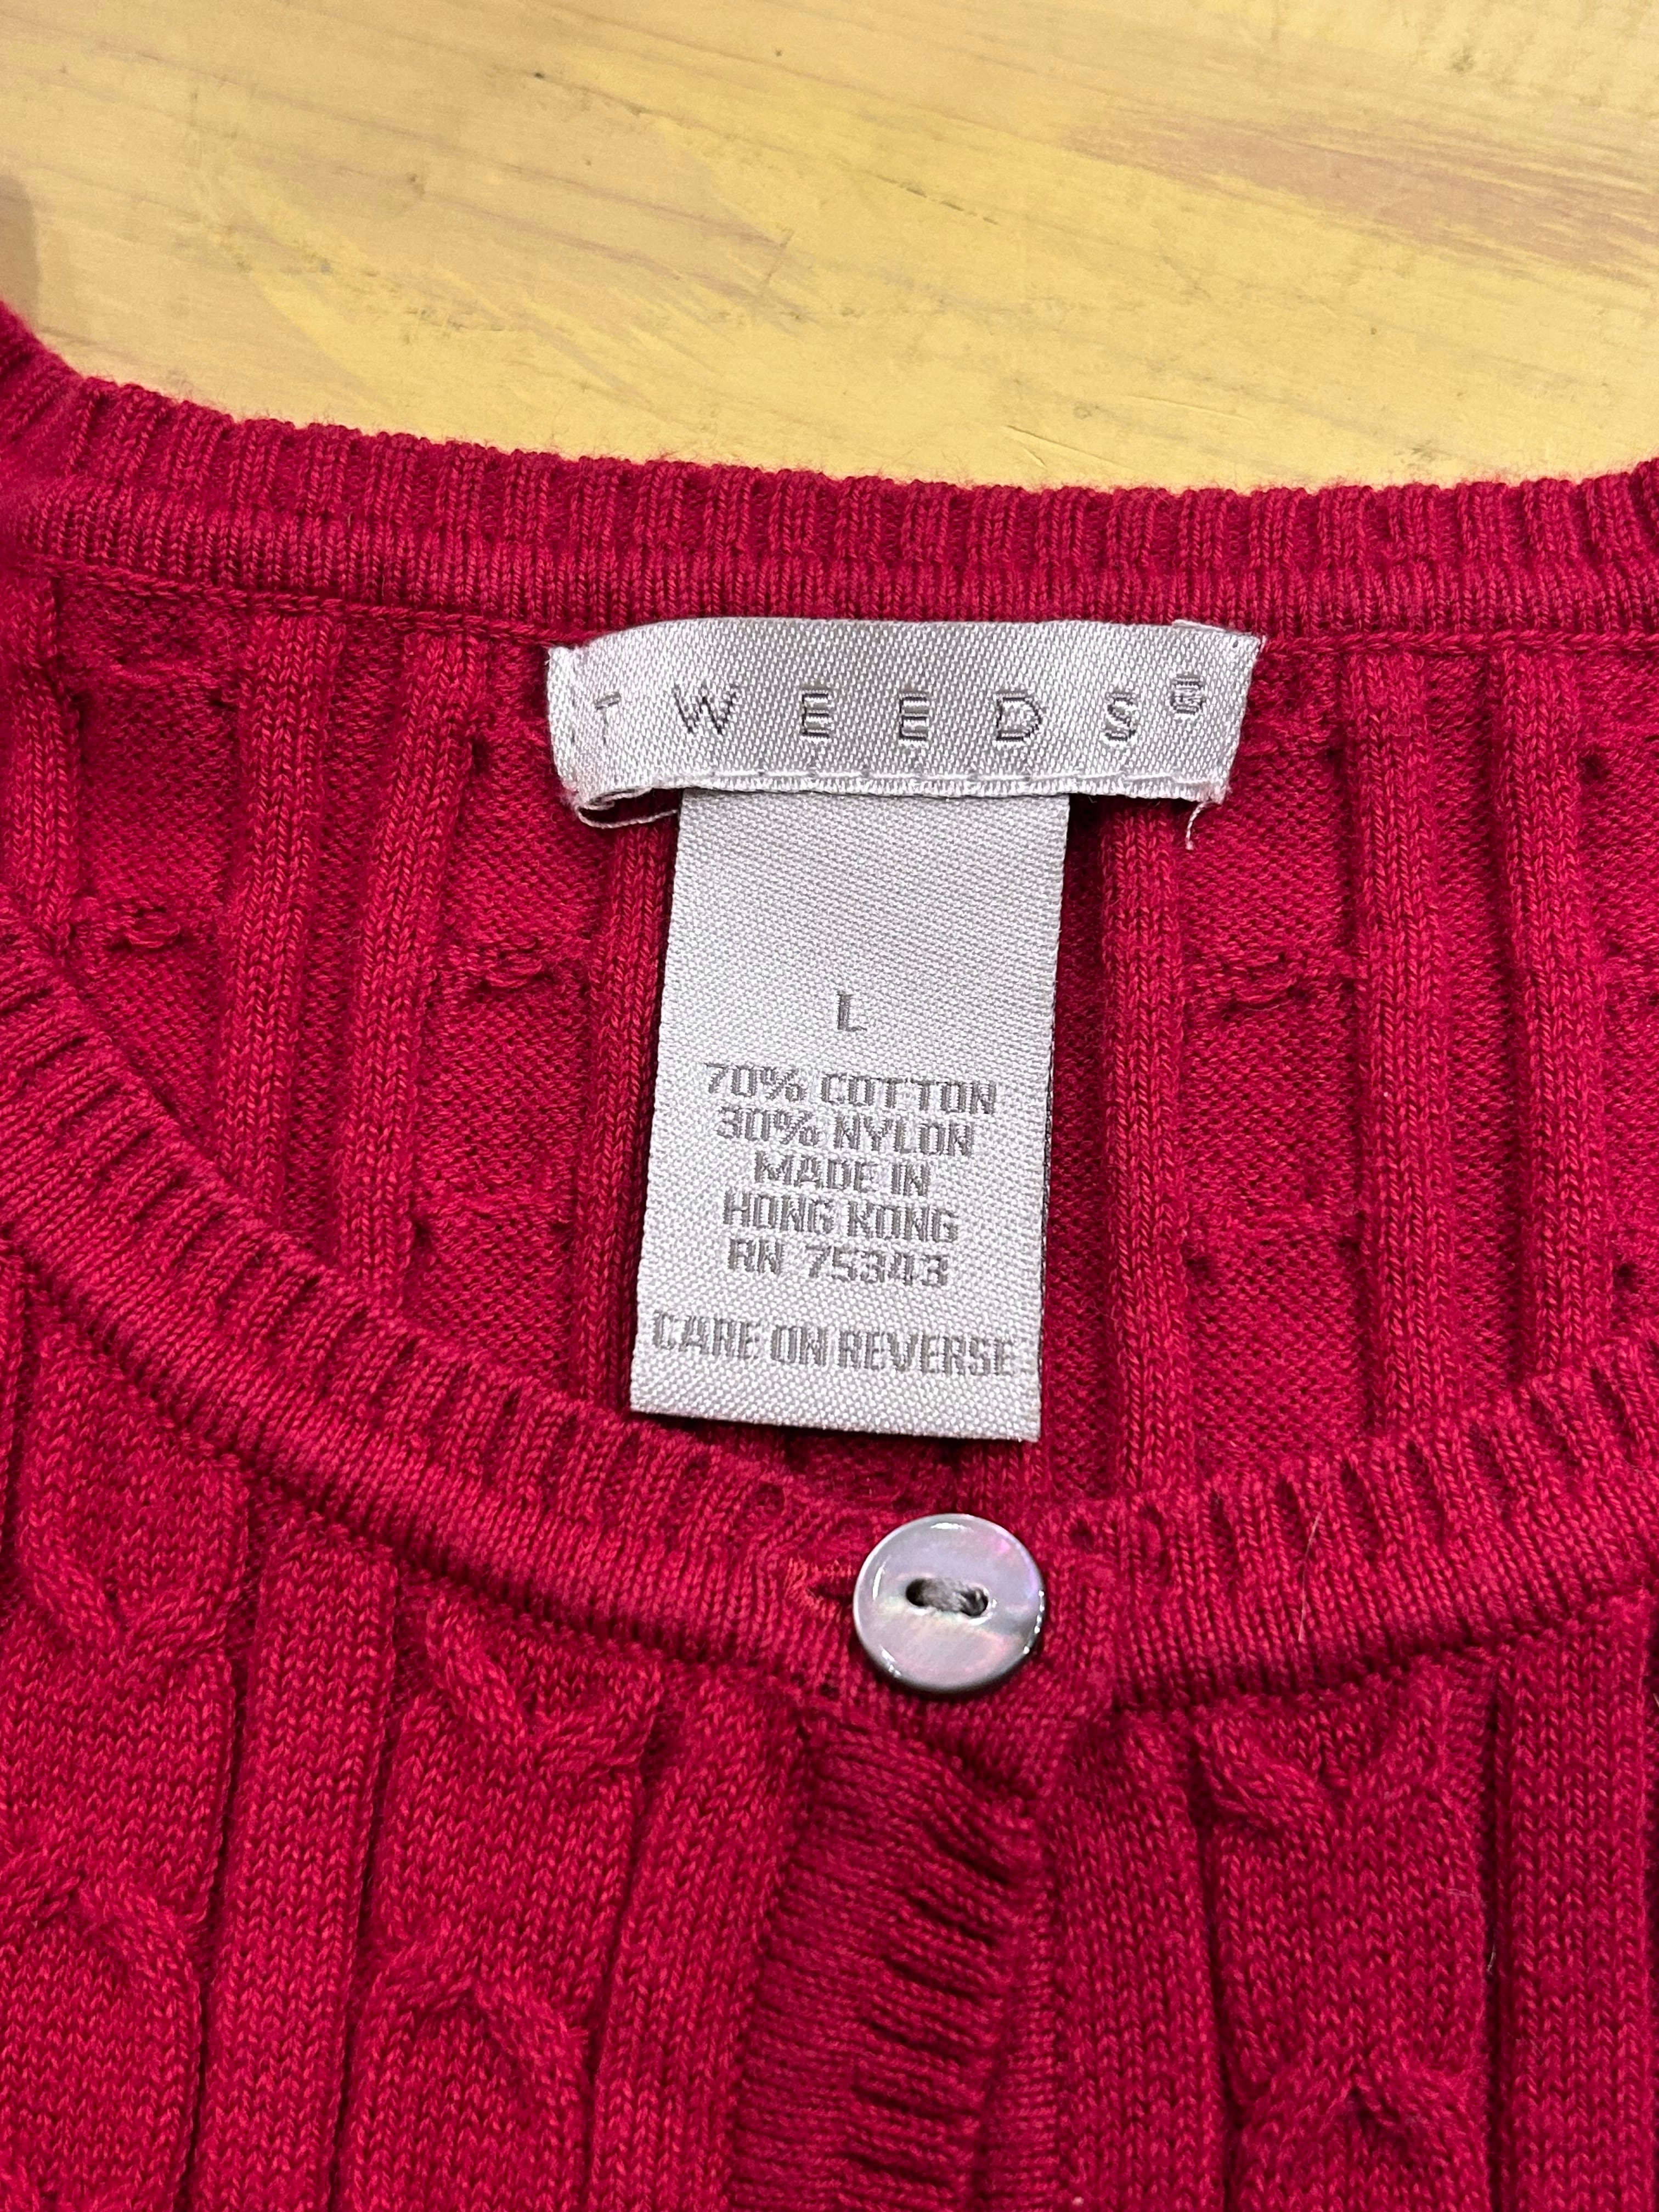 TWEEDS®
L
70% COTTON
30% NYLON
MADE IN
HONG KONG
RN 75343
CARE ON REVERSE